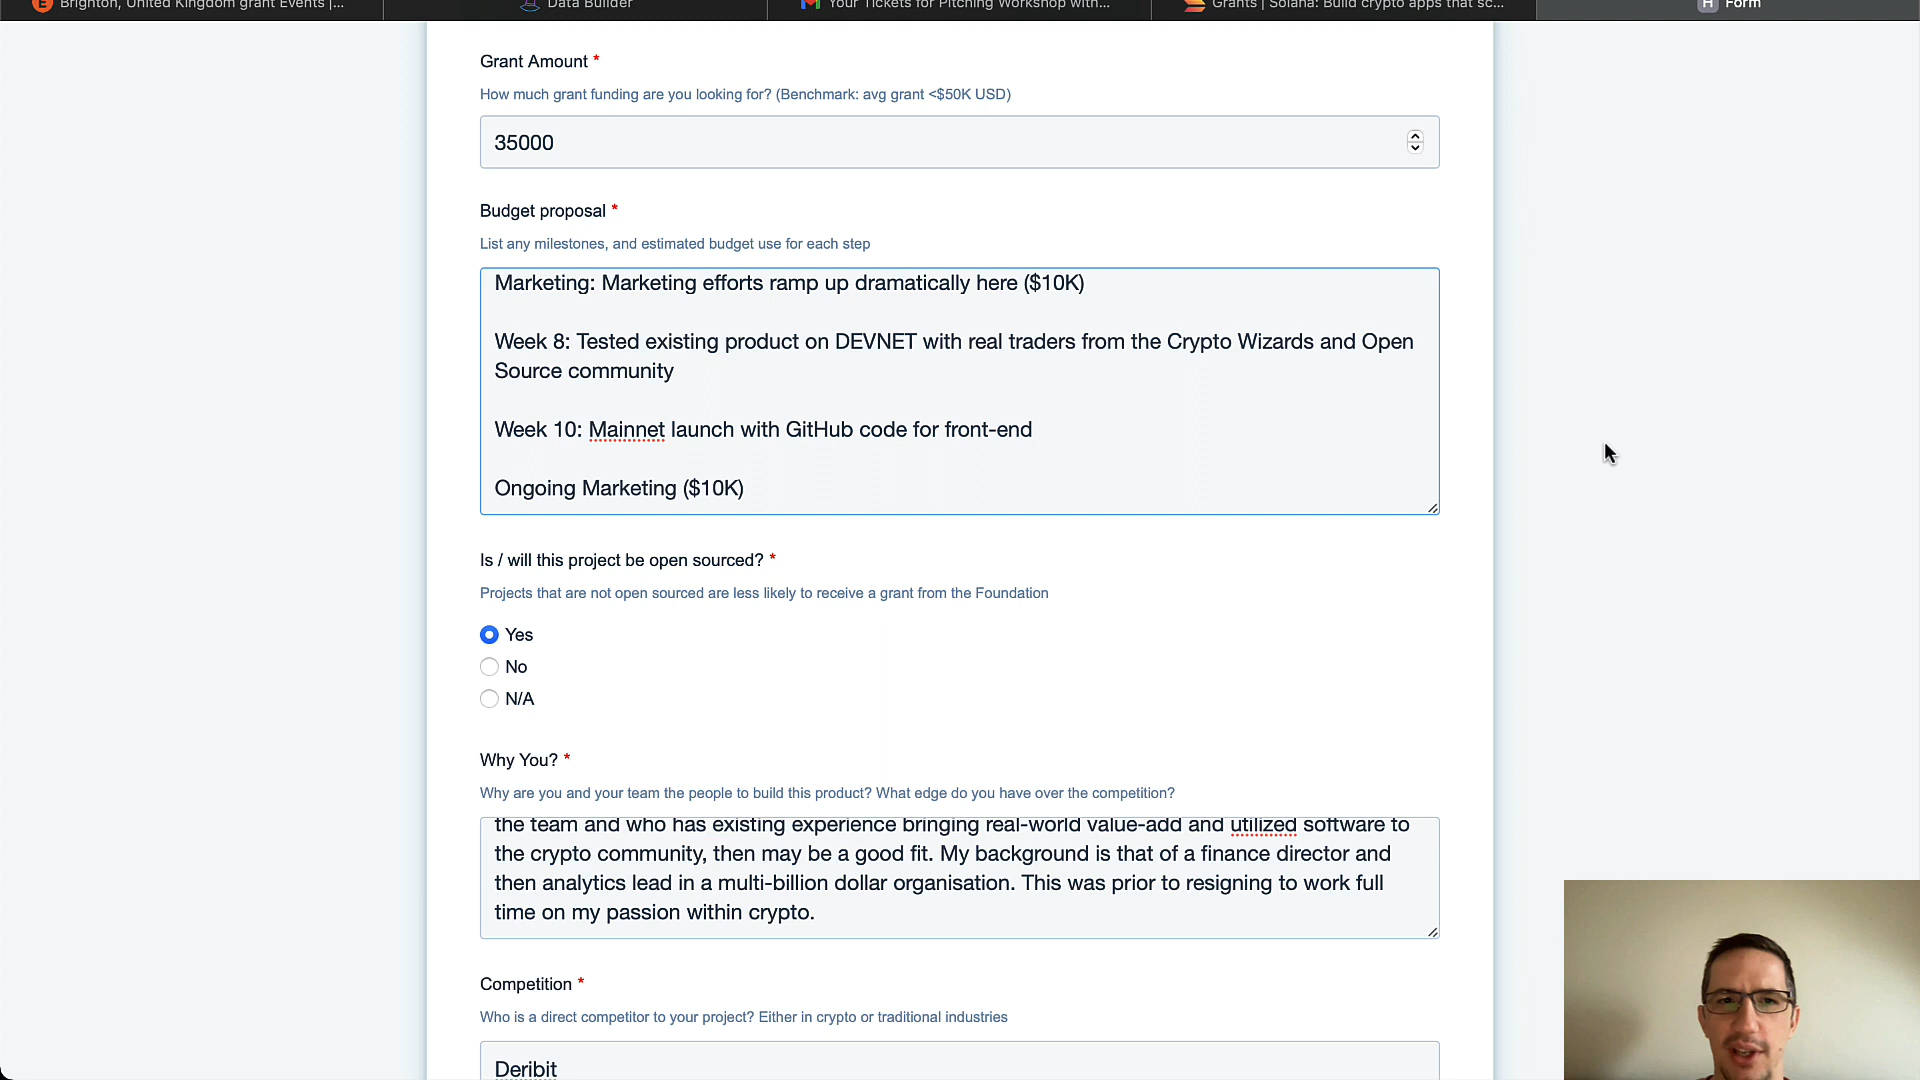 Brighton, United Kingdom grant Events |...
Data Builder
Your Tickets for Pitching Workshop with...
Grants | Solana: Build crypto apps that sc...
H Form
Grant Amount *
How much grant funding are you looking for? (Benchmark: avg grant <$50K USD)
35000
Budget proposal *
List any milestones, and estimated budget use for each step
Marketing: Marketing efforts ramp up dramatically here ($10K)
Week 8: Tested existing product on DEVNET with real traders from the Crypto Wizards and Open
Source community
Week 10: Mainnet launch with GitHub code for front-end
Ongoing Marketing ($10K)
Is / will this project be open sourced? *
Projects that are not open sourced are less likely to receive a grant from the Foundation
Yes
No
N/A
Why You? *
Why are you and your team the people to build this product? What edge do you have over the competition?
the team and who has existing experience bringing real-world value-add and utilized software to
the crypto community, then may be a good fit. My background is that of a finance director and
then analytics lead in a multi-billion dollar organisation. This was prior to resigning to work full
time on my passion within crypto.
Competition *
Who is a direct competitor to your project? Either in crypto or traditional industries
Deribit